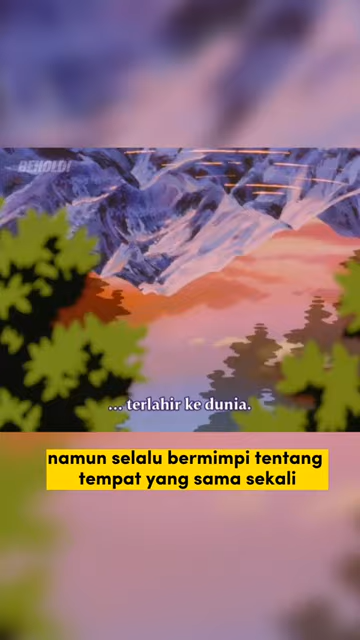 BEHOLD!
... terlahir ke dunia.
namun selalu bermimpi tentang
tempat yang sama sekali